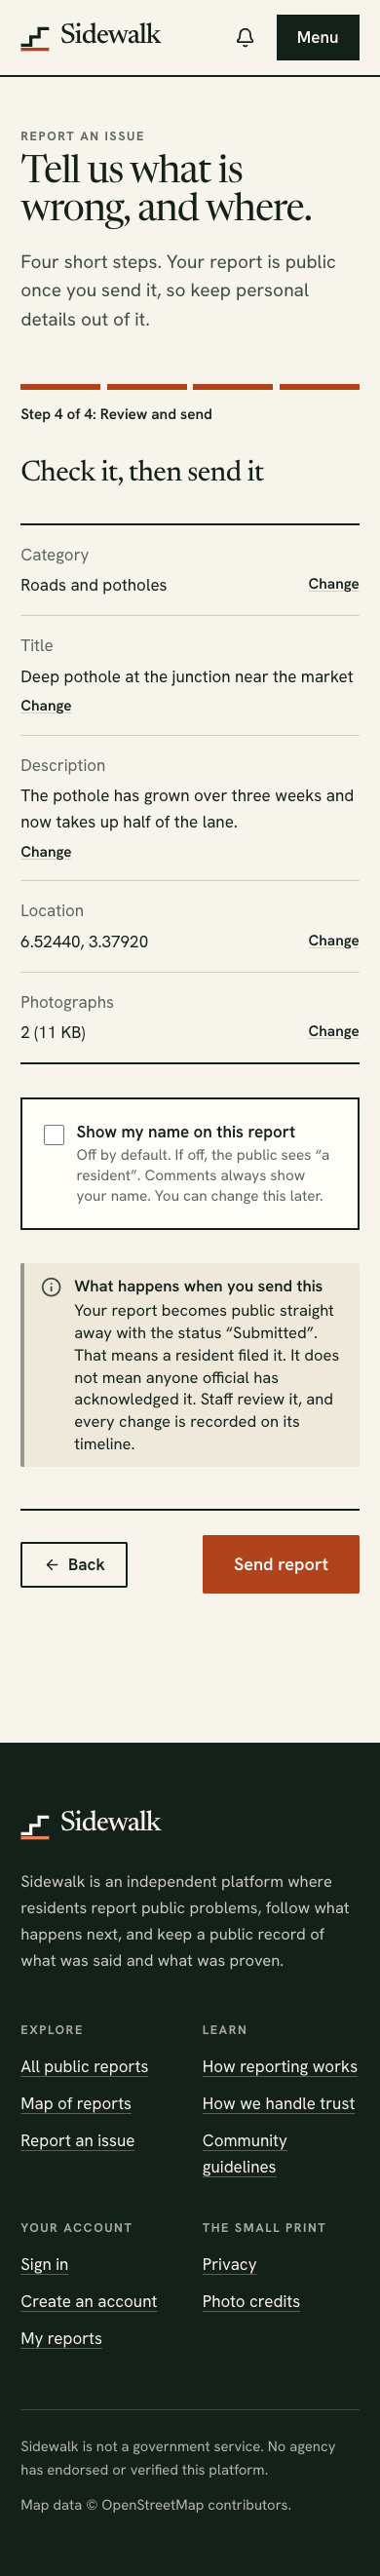 Sidewalk
Menu
REPORT AN ISSUE
Tell us what is
wrong, and where.
Four short steps. Your report is public
once you send it, so keep personal
details out of it.
Step 4 of 4: Review and send
Check it, then send it
Category
Roads and potholes
Change
Title
Deep pothole at the junction near the market
Change
Description
The pothole has grown over three weeks and
now takes up half of the lane.
Change
Location
6.52440, 3.37920
Change
Photographs
2 (11 KB)
Change
Show my name on this report
Off by default. If off, the public sees “a
resident”. Comments always show
your name. You can change this later.
What happens when you send this
Your report becomes public straight
away with the status “Submitted”.
That means a resident filed it. It does
not mean anyone official has
acknowledged it. Staff review it, and
every change is recorded on its
timeline.
Back
Send report
Sidewalk
Sidewalk is an independent platform where
residents report public problems, follow what
happens next, and keep a public record of
what was said and what was proven.
EXPLORE
All public reports
Map of reports
Report an issue
LEARN
How reporting works
How we handle trust
Community
guidelines
YOUR ACCOUNT
Sign in
Create an account
My reports
THE SMALL PRINT
Privacy
Photo credits
Sidewalk is not a government service. No agency
has endorsed or verified this platform.
Map data © OpenStreetMap contributors.